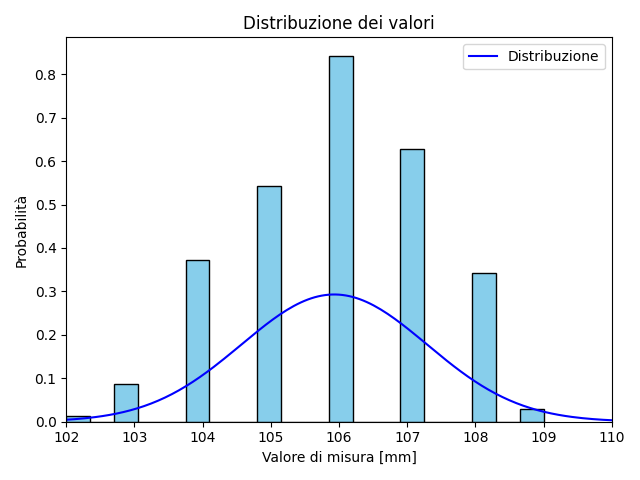 Distribuzione dei valori
Distribuzione
Probabilità
0.8
0.7
0.6
0.5
0.4
0.3
0.2
0.1
0.0
102 103 104 105 106 107 108 109 110
Valore di misura [mm]